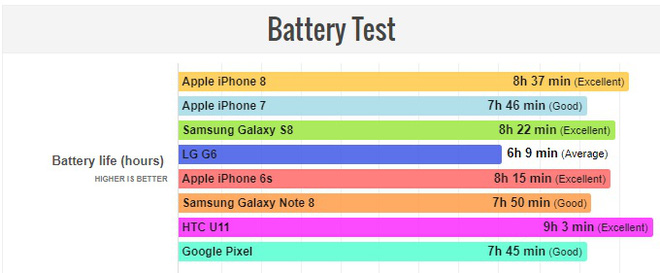 Battery Test
Apple iPhone 8 8h 37 min (Excellent)
Apple iPhone 7 7h 46 min (Good)
Samsung Galaxy S8 8h 22 min (Excellent)
LG G6 6h 9 min (Average)
Battery life (hours)
HIGHER IS BETTER
Apple iPhone 6s 8h 15 min (Excellent)
Samsung Galaxy Note 8 7h 50 min (Good)
HTC U11 9h 3 min (Excellent)
Google Pixel 7h 45 min (Good)